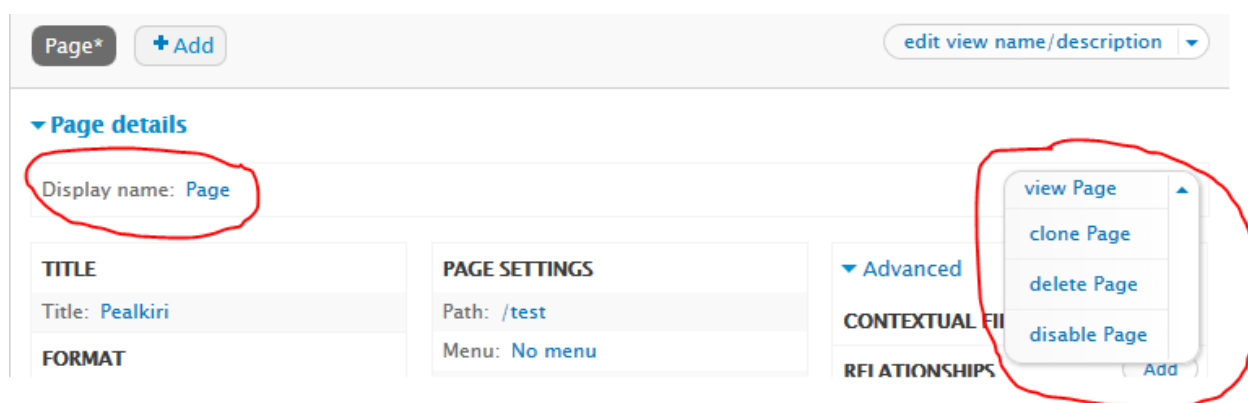 Page* + Add edit view name/description
Page details
Display name: Page
view Page
clone Page
delete Page
disable Page
TITLE
Title: Pealkiri
FORMAT
PAGE SETTINGS
Path: /test
Menu: No menu
Advanced
CONTEXTUAL
RELATIONSHIPS Add